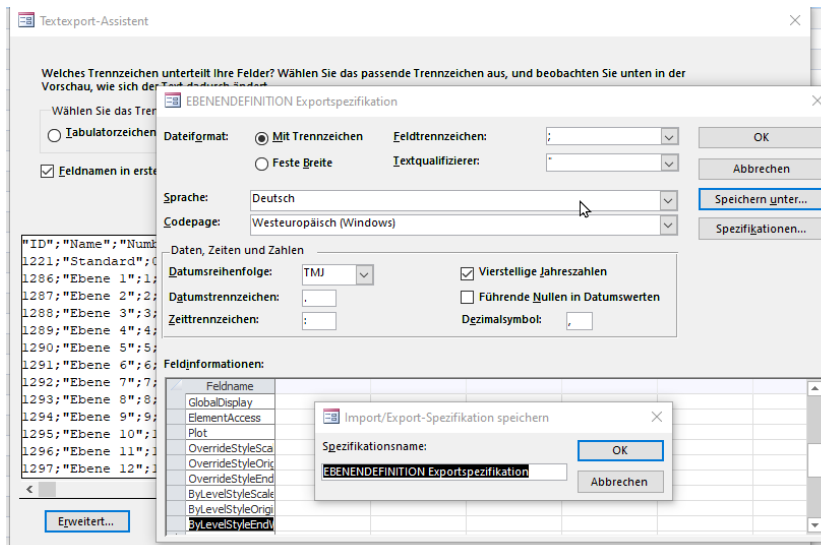 Textexport-Assistent
Welches Trennzeichen unterteilt Ihre Felder? Wählen Sie das passende Trennzeichen aus, und beobachten Sie unten in der
Vorschau, wie sich der Text dadurch ändert.
Wählen Sie das Tren
Tabulatorzeichen
Feldnamen in erste
"ID";"Name";"Numb
1221;"Standard";0
1286;"Ebene 1";1;
1287;"Ebene 2";2;
1288;"Ebene 3";3;
1289;"Ebene 4";4;
1290;"Ebene 5";5;
1291;"Ebene 6";6;
1292;"Ebene 7";7;
1293;"Ebene 8";8;
1294;"Ebene 9";9;
1295;"Ebene 10";1
1296;"Ebene 11";1
1297;"Ebene 12";1
Erweitert...
EBENENDEFINITION Exportspezifikation
Dateiformat: Mit Trennzeichen Feldtrennzeichen: ; OK
Feste Breite Textqualifizierer: " Abbrechen
Sprache: Deutsch Speichern unter...
Codepage: Westeuropäisch (Windows) Spezifikationen...
Daten, Zeiten und Zahlen
Datumsreihenfolge: TMJ Vierstellige Jahreszahlen
Datumstrennzeichen: . Führende Nullen in Datumswerten
Zeittrennzeichen: : Dezimalsymbol: ,
Feldinformationen:
Feldname
GlobalDisplay
ElementAccess
Plot
OverrideStyleSca
OverrideStyleOrig
OverrideStyleEnd
ByLevelStyleScale
ByLevelStyleOrigi
ByLevelStyleEndW
Import/Export-Spezifikation speichern
Spezifikationsname: OK
EBENENDEFINITION Exportspezifikation
Abbrechen